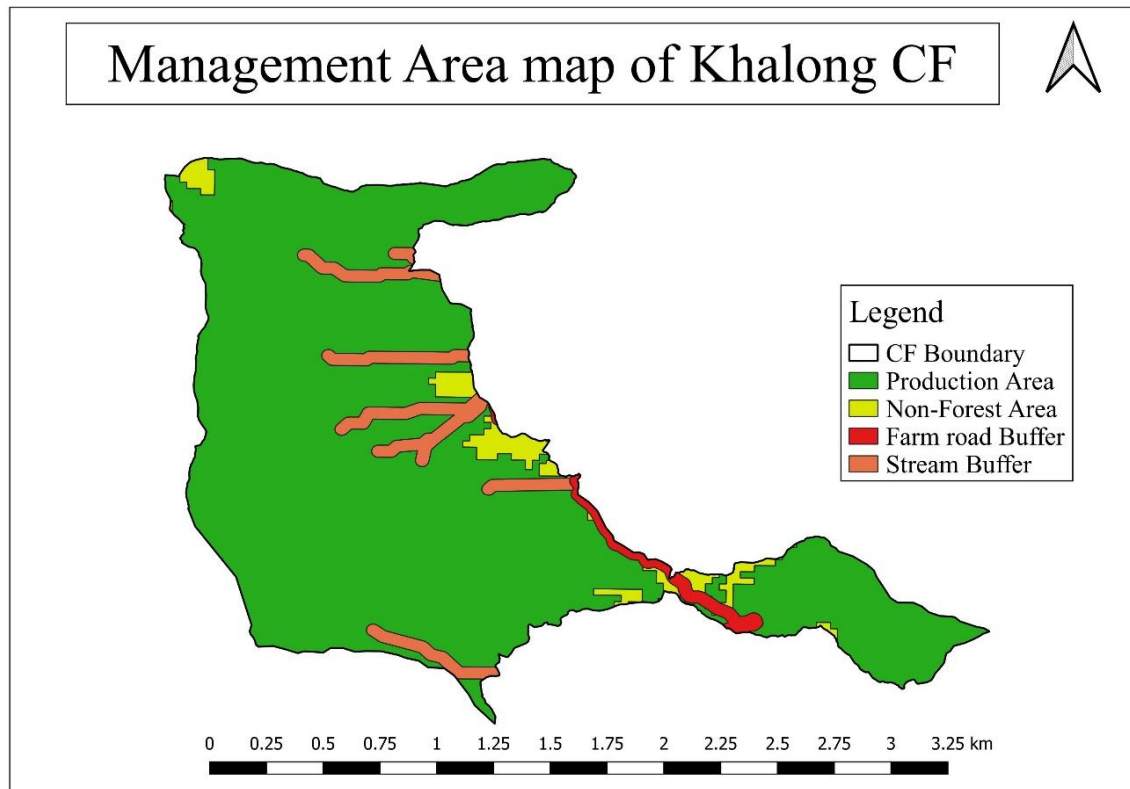 Management Area map of Khalong CF
Legend
CF Boundary
Production Area
Non-Forest Area
Farm road Buffer
Stream Buffer
0 0.25 0.5 0.75 1 1.25 1.5 1.75 2 2.25 2.5 2.75 3 3.25 km